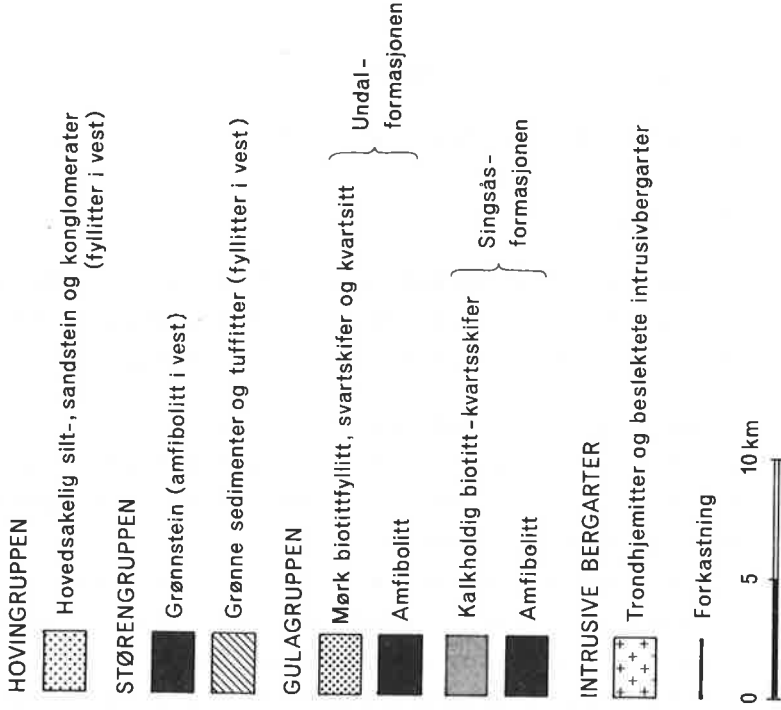 HOVINGRUPPEN
Hovedsakelig silt-, sandstein og konglomerater
(fyllitter i vest)
STØRENGRUPPEN
Grønnstein (amfibolitt i vest)
Grønne sedimenter og tuffitter (fyllitter i vest)
GULAGRUPPEN
Mørk biotittfyllitt, svartskifer og kvartsitt
Amfibolitt
Undal-
formasjonen
Kalkholdig biotitt-kvartsskifer
Amfibolitt
Singsås-
formasjonen
INTRUSIVE BERGARTER
Trondhjemitter og beslektete intrusivbergarter
Forkastning
0 5 10 km